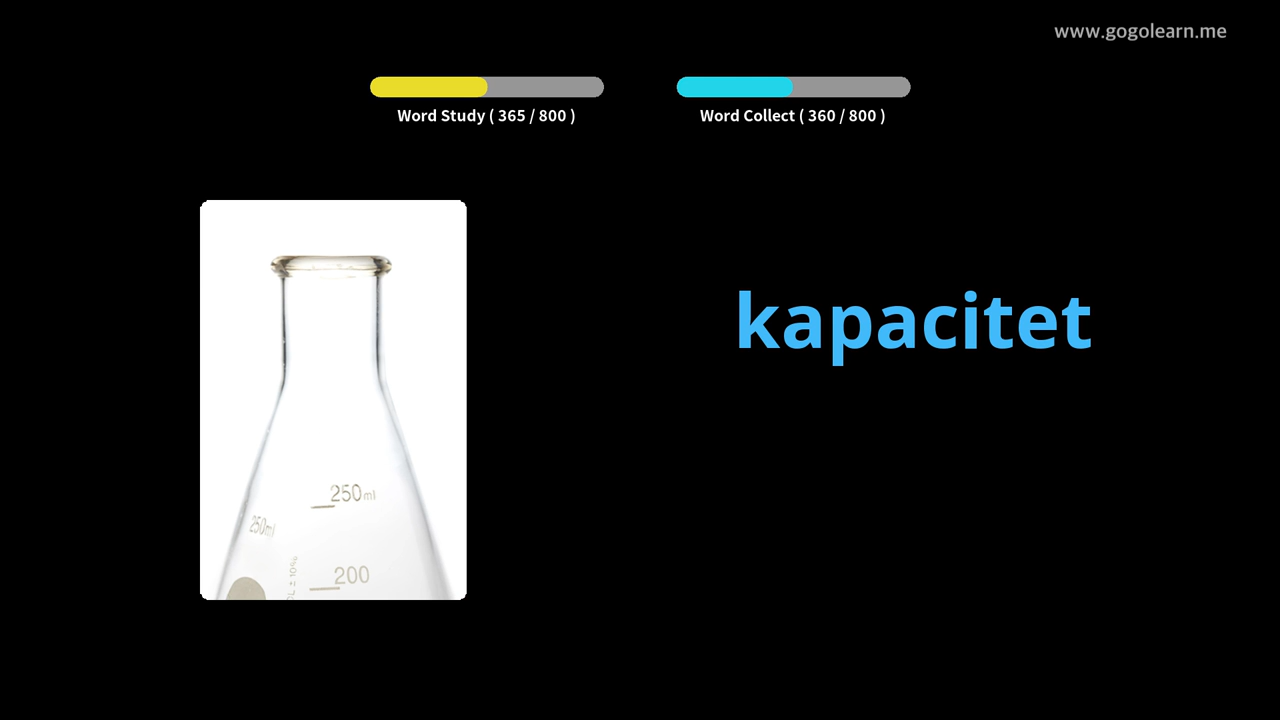 www.gogolearn.me
Word Study ( 365 / 800 )
Word Collect ( 360 / 800 )
kapacitet
250ml
250ml
200